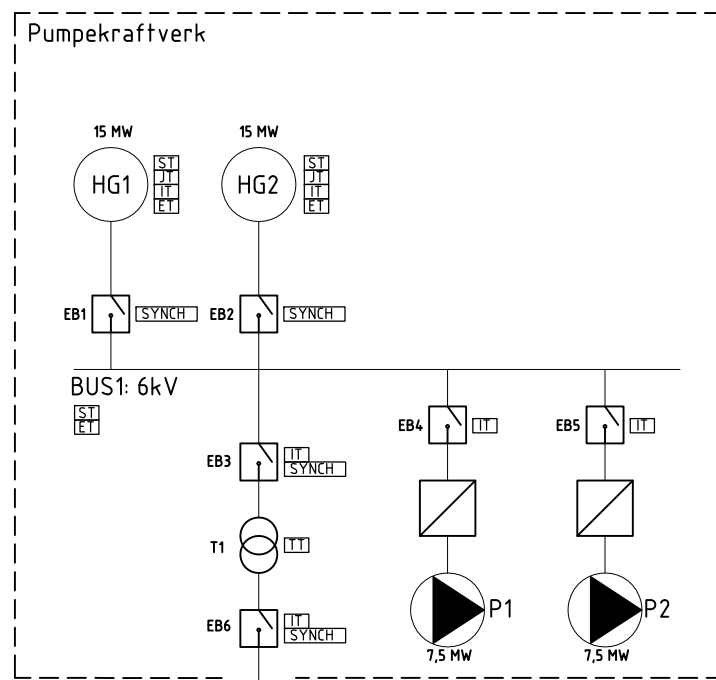 Pumpekraftverk
15 MW
HG1
ST
JT
IT
ET
15 MW
HG2
ST
JT
IT
ET
EB1
SYNCH
EB2
SYNCH
BUS1: 6kV
ST
ET
EB3
IT
SYNCH
EB4
IT
EB5
IT
T1
TT
EB6
IT
SYNCH
P1
7,5 MW
P2
7,5 MW